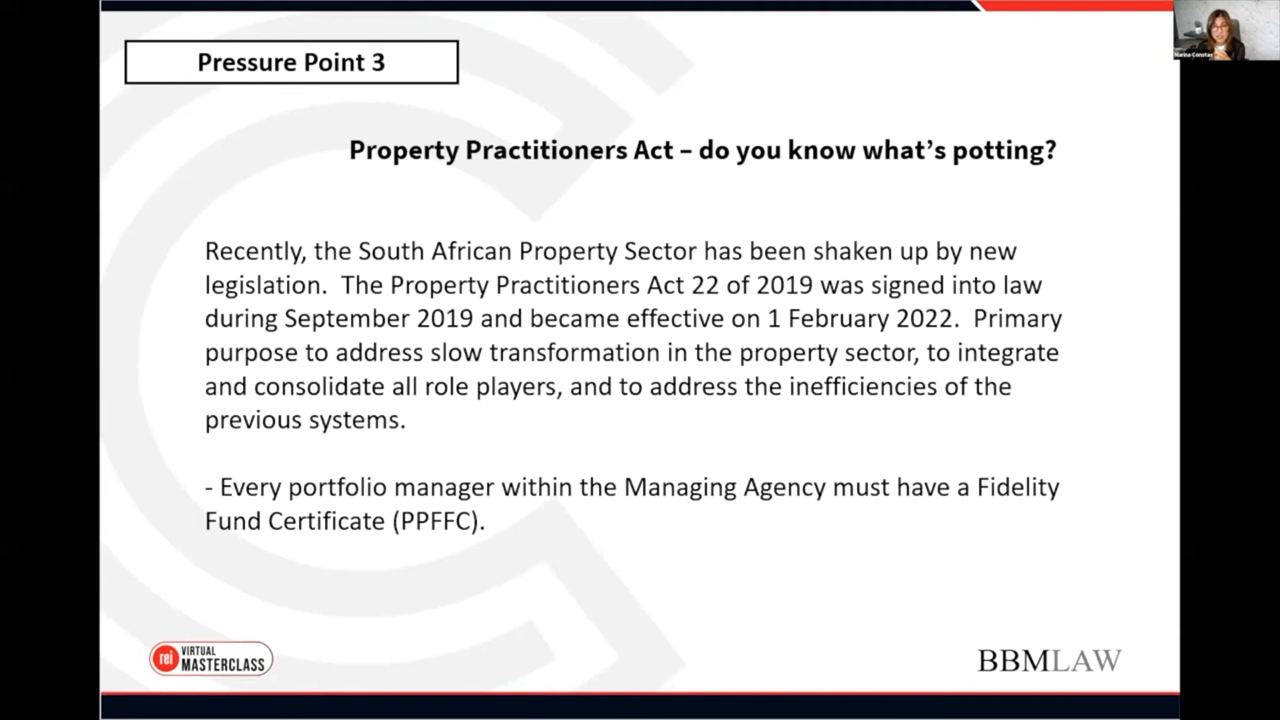 Pressure Point 3
Marina Constas
Property Practitioners Act – do you know what’s potting?
Recently, the South African Property Sector has been shaken up by new
legislation. The Property Practitioners Act 22 of 2019 was signed into law
during September 2019 and became effective on 1 February 2022. Primary
purpose to address slow transformation in the property sector, to integrate
and consolidate all role players, and to address the inefficiencies of the
previous systems.
- Every portfolio manager within the Managing Agency must have a Fidelity
Fund Certificate (PPFFC).
rei VIRTUAL
MASTERCLASS
BBMLAW